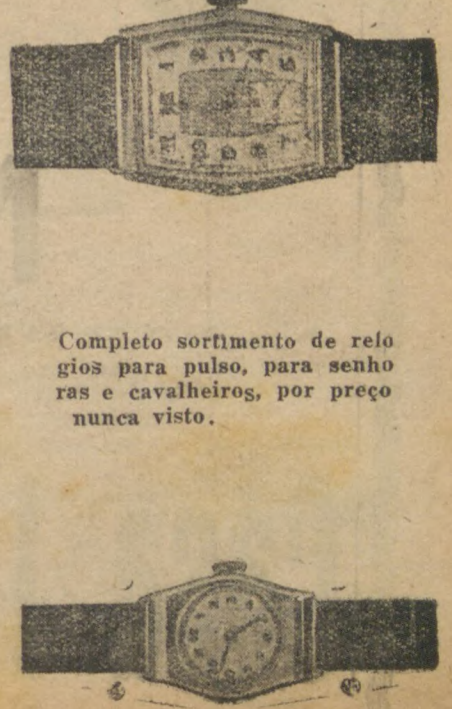 Completo sortimento de relo
gios para pulso, para senho
ras e cavalheiros, por preço
nunca visto.